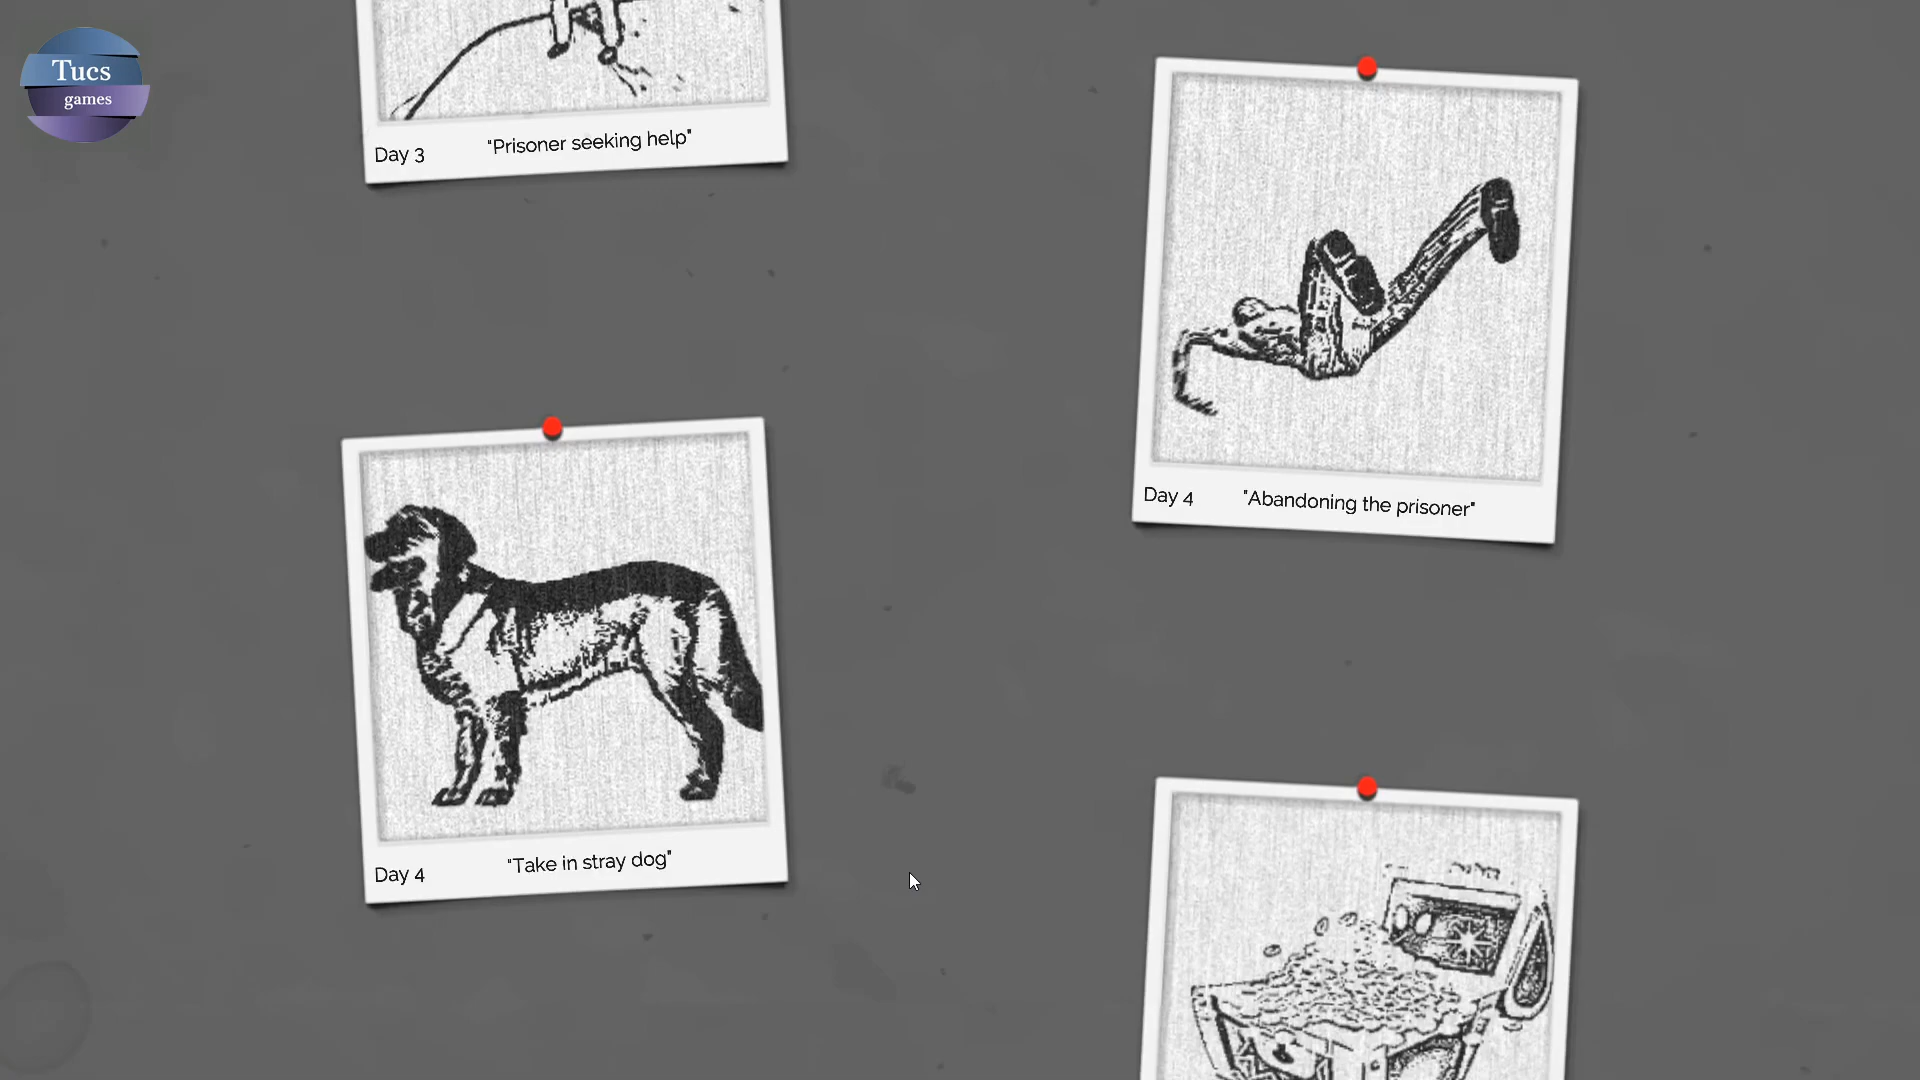 Tucs
games
Day 3 "Prisoner seeking help"
Day 4 "Abandoning the prisoner"
Day 4 "Take in stray dog"